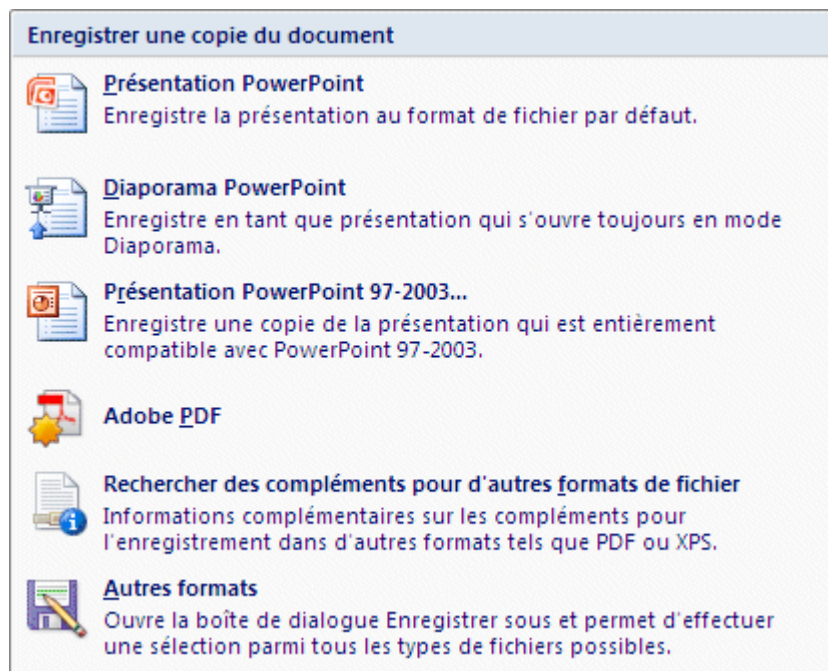 Enregistrer une copie du document
Présentation PowerPoint
Enregistre la présentation au format de fichier par défaut.
Diaporama PowerPoint
Enregistre en tant que présentation qui s'ouvre toujours en mode
Diaporama.
Présentation PowerPoint 97-2003...
Enregistre une copie de la présentation qui est entièrement
compatible avec PowerPoint 97-2003.
Adobe PDF
Rechercher des compléments pour d'autres formats de fichier
Informations complémentaires sur les compléments pour
l'enregistrement dans d'autres formats tels que PDF ou XPS.
Autres formats
Ouvre la boîte de dialogue Enregistrer sous et permet d'effectuer
une sélection parmi tous les types de fichiers possibles.